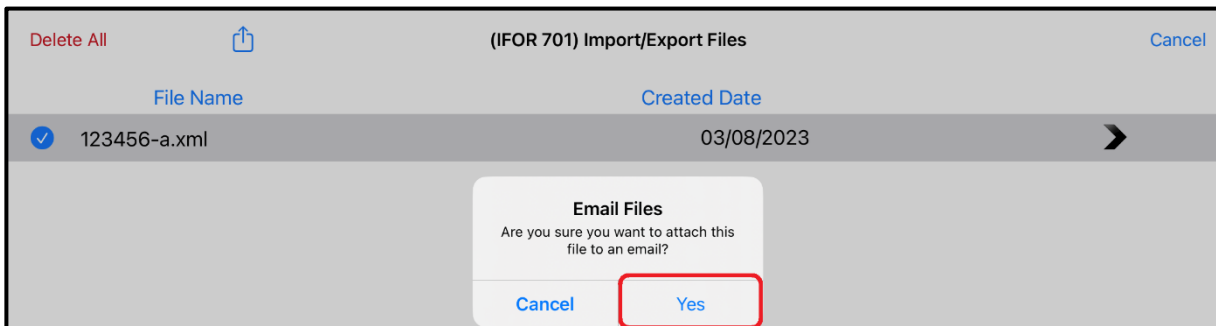 Delete All (IFOR 701) Import/Export Files Cancel
File Name Created Date
123456-a.xml 03/08/2023
Email Files
Are you sure you want to attach this
file to an email?
Cancel Yes